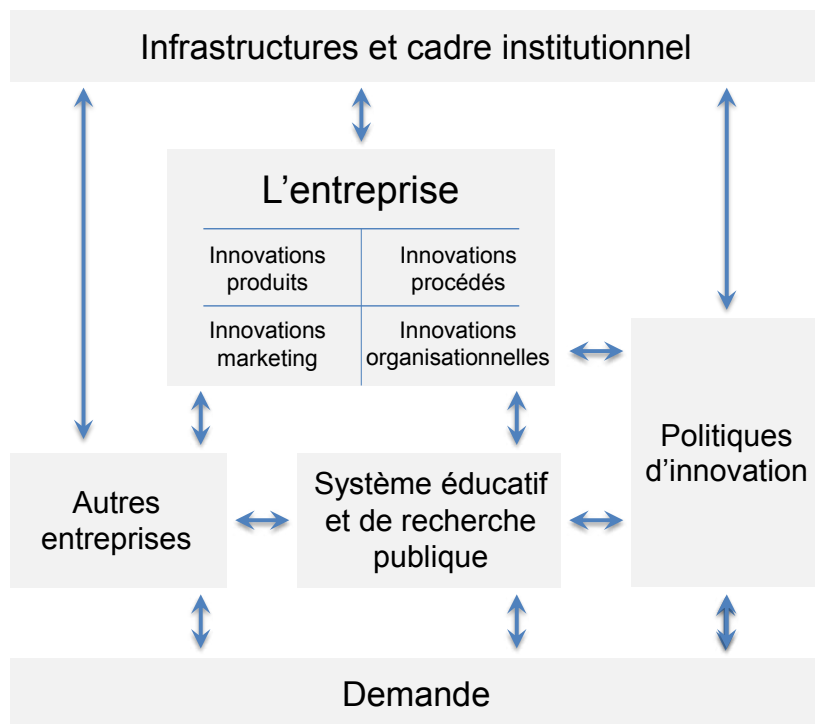 Infrastructures et cadre institutionnel
L’entreprise
Innovations
produits
Innovations
procédés
Innovations
marketing
Innovations
organisationnelles
Politiques
d’innovation
Autres
entreprises
Système éducatif
et de recherche
publique
Demande